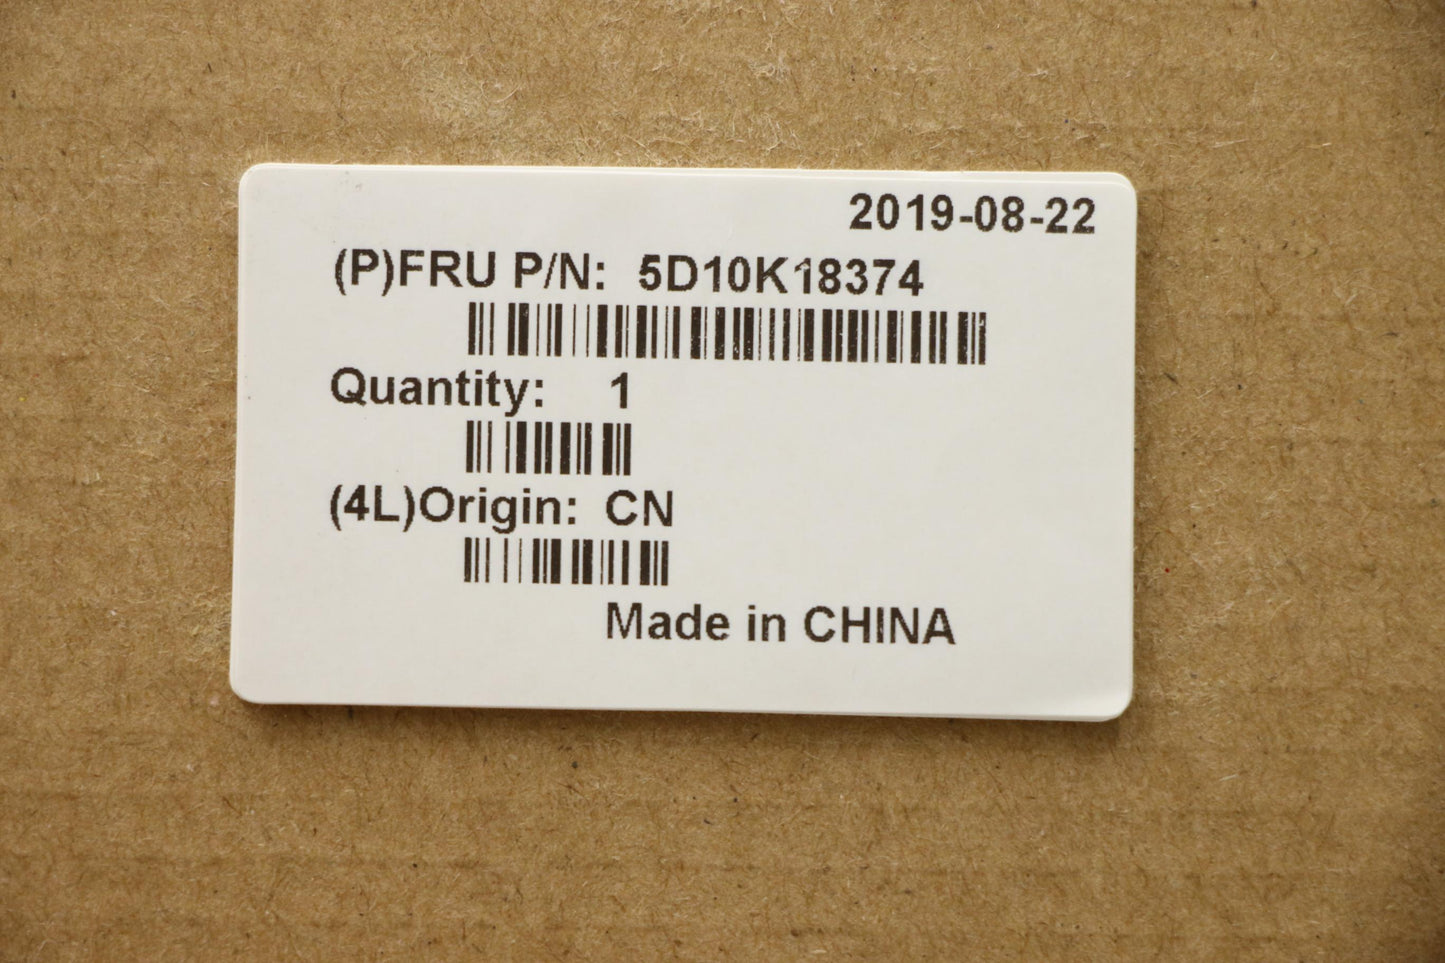 2019-08-22
(P)FRU P/N: 5D10K18374
Quantity: 1
(4L)Origin: CN
Made in CHINA